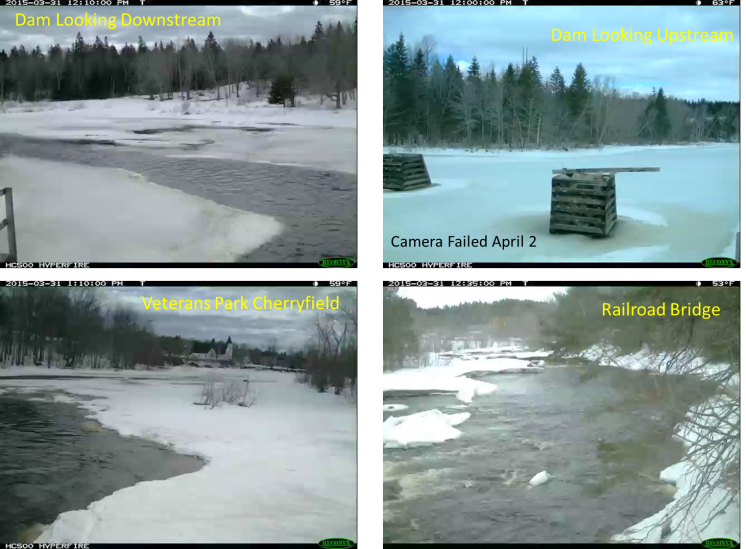 2015-03-31 12:10:00 PM T 59°F
Dam Looking Downstream
HC500 HYPERFIRE RECONYX
2015-03-31 12:00:00 PM T 63°F
Dam Looking Upstream
Camera Failed April 2
HC500 HYPERFIRE RECONYX
2015-03-31 1:10:00 PM T 59°F
Veterans Park Cherryfield
HC500 HYPERFIRE RECONYX
2015-03-31 12:35:00 PM T 53°F
Railroad Bridge
HC500 HYPERFIRE RECONYX